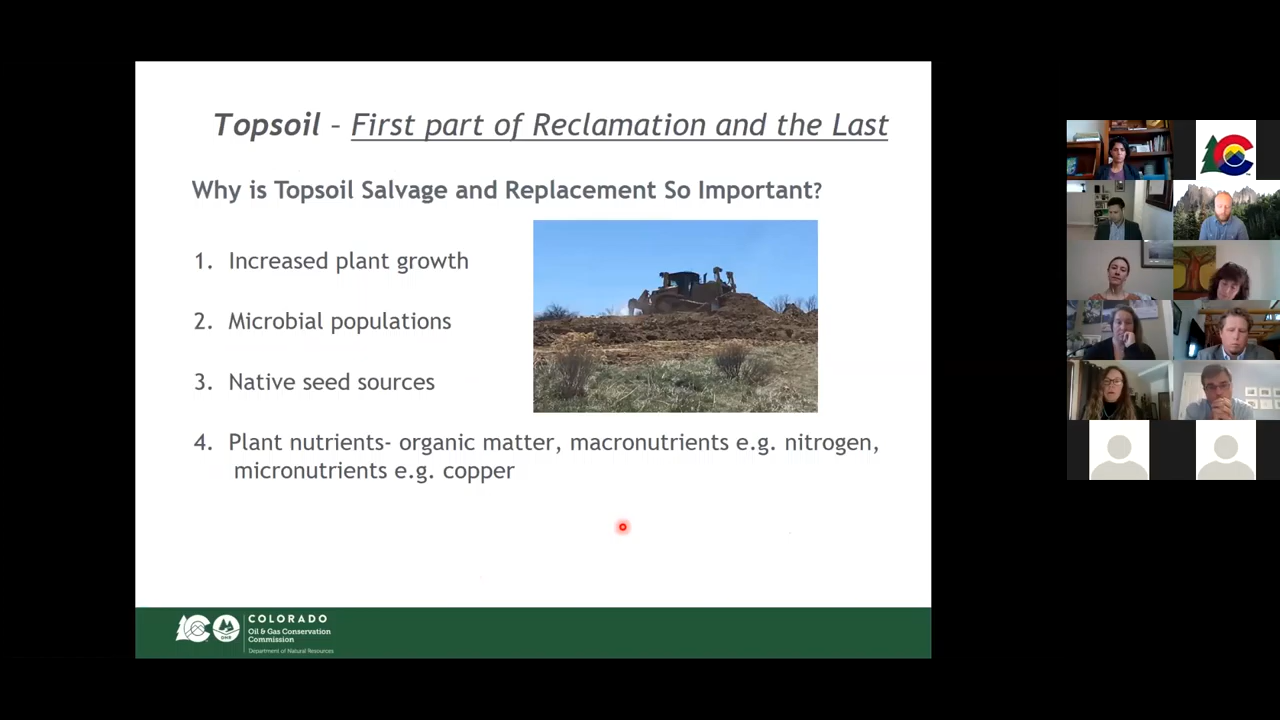 Topsoil – First part of Reclamation and the Last
Why is Topsoil Salvage and Replacement So Important?
1. Increased plant growth
2. Microbial populations
3. Native seed sources
4. Plant nutrients- organic matter, macronutrients e.g. nitrogen,
micronutrients e.g. copper
COLORADO
Oil & Gas Conservation
Commission
Department of Natural Resources